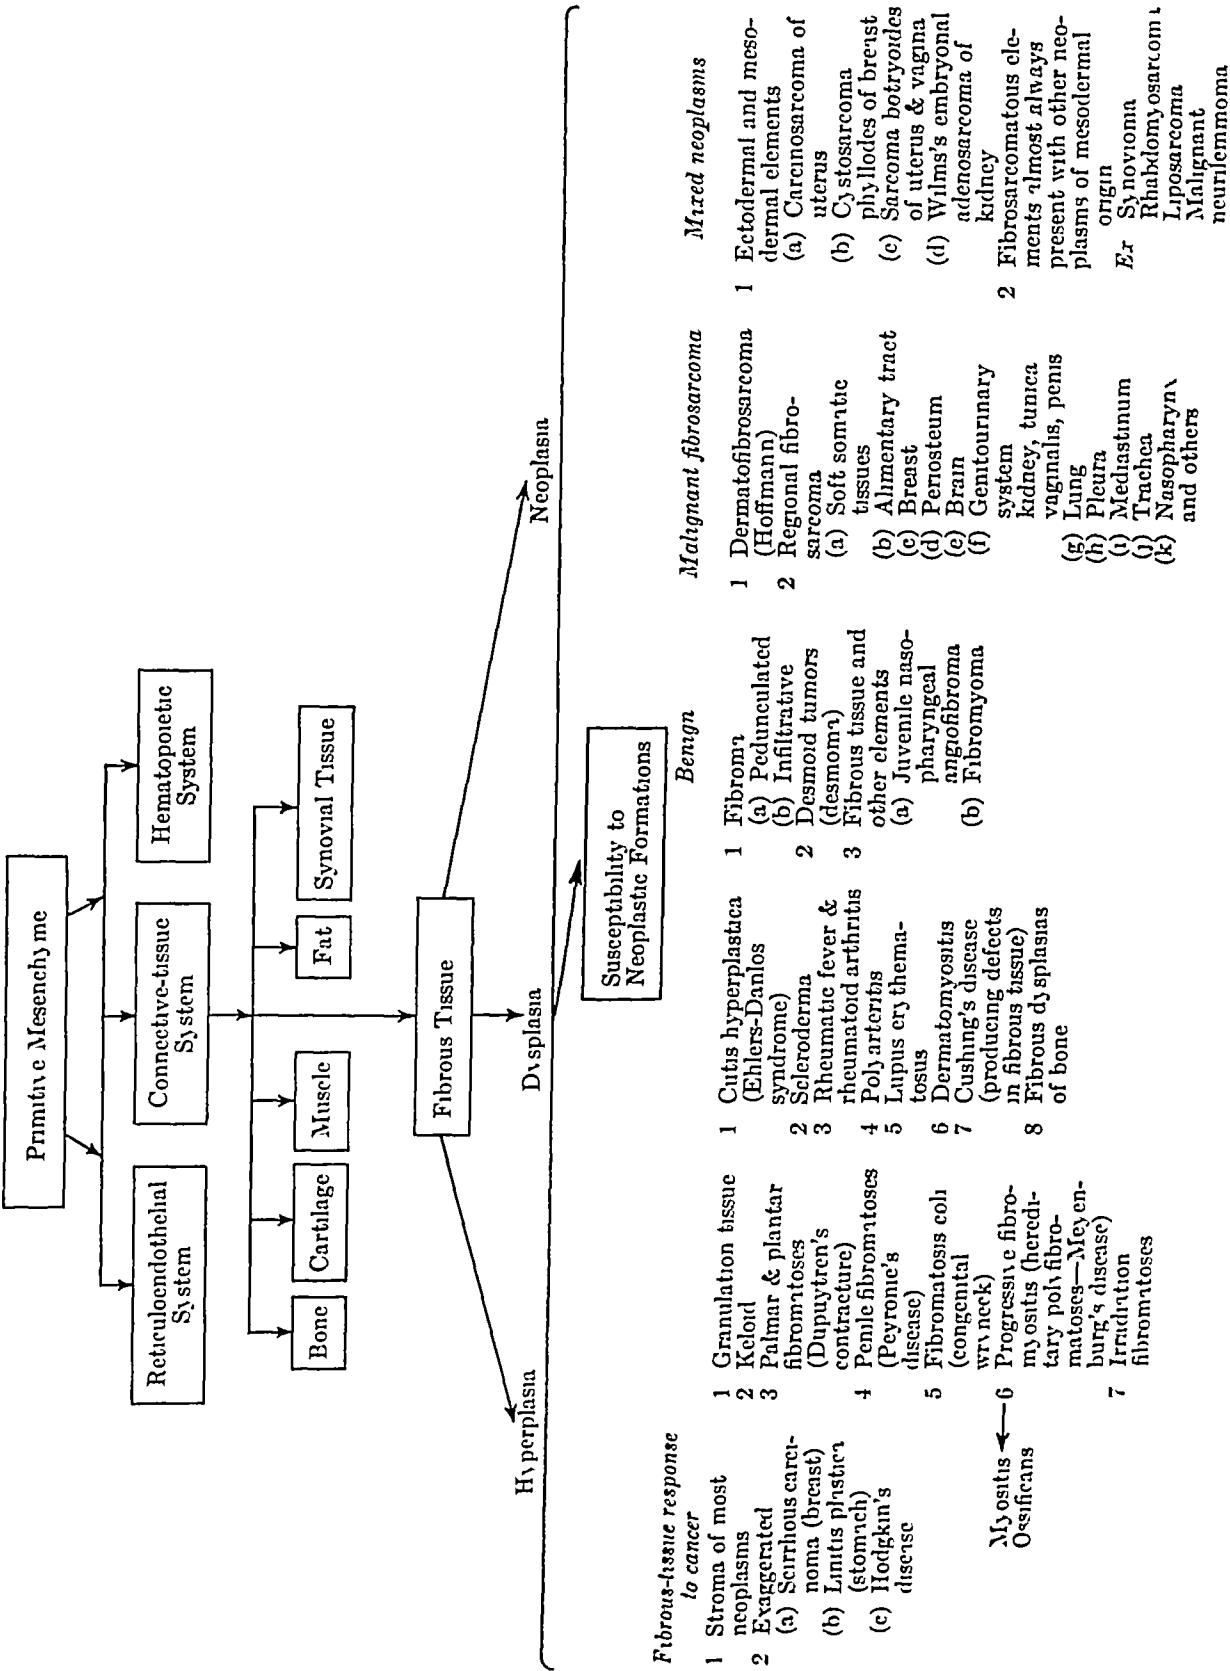 Primitive Mesenchyme
Reticuloendothelial
System
Connective-tissue
System
Hematopoetic
System
Bone
Cartilage
Muscle
Fat
Synovial Tissue
Fibrous Tissue
Hyperplasia
Dysplasia
Neoplasia
Susceptibility to
Neoplastic Formations
Fibrous-tissue response
to cancer
1 Stroma of most
neoplasms
2 Exaggerated
(a) Scirrhous carci-
noma (breast)
(b) Linitis plastica
(stomach)
(c) Hodgkin's
disease
1 Granulation tissue
2 Keloid
3 Palmar & plantar
fibromatoses
(Dupuytren's
contracture)
4 Penile fibromatoses
(Peyronie's
disease)
5 Fibromatosis coli
(congenital
wryneck)
6 Progressive fibro-
myositis (heredi-
tary polyfibro-
matoses—Meyen-
burg's disease)
7 Irradiation
fibromatoses
Myositis
Ossificans
1 Cutis hyperplastica
(Ehlers-Danlos
syndrome)
2 Scleroderma
3 Rheumatic fever &
rheumatoid arthritis
4 Polyarteritis
5 Lupus erythema-
tosus
6 Dermatomyositis
7 Cushing's disease
(producing defects
in fibrous tissue)
8 Fibrous dysplasias
of bone
Benign
1 Fibroma
(a) Pedunculated
(b) Infiltrative
2 Desmoid tumors
(desmoma)
3 Fibrous tissue and
other elements
(a) Juvenile naso-
pharyngeal
angiofibroma
(b) Fibromyoma
Malignant fibrosarcoma
1 Dermatofibrosarcoma
(Hoffmann)
2 Regional fibro-
sarcoma
(a) Soft somatic
tissues
(b) Alimentary tract
(c) Breast
(d) Periosteum
(e) Brain
(f) Genitourinary
system
kidney, tunica
vaginalis, penis
(g) Lung
(h) Pleura
(i) Mediastinum
(j) Trachea
(k) Nasopharynx
and others
Mixed neoplasms
1 Ectodermal and meso-
dermal elements
(a) Carcinosarcoma of
uterus
(b) Cystosarcoma
phyllodes of breast
(c) Sarcoma botryoides
of uterus & vagina
(d) Wilms's embryonal
adenosarcoma of
kidney
2 Fibrosarcomatous ele-
ments almost always
present with other neo-
plasms of mesodermal
origin
Ex Synovioma
Rhabdomyosarcoma
Liposarcoma
Malignant
neurilemmoma